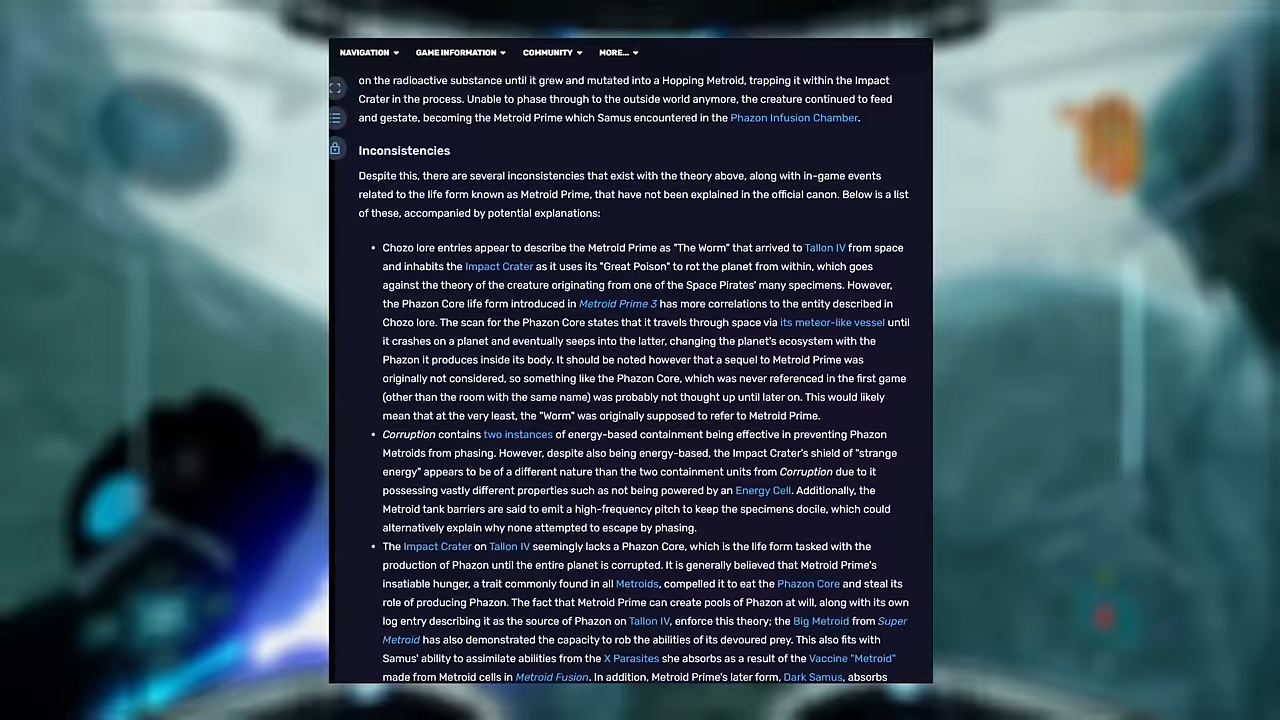 NAVIGATION GAME INFORMATION COMMUNITY MORE...
on the radioactive substance until it grew and mutated into a Hopping Metroid, trapping it within the Impact
Crater in the process. Unable to phase through to the outside world anymore, the creature continued to feed
and gestate, becoming the Metroid Prime which Samus encountered in the Phazon Infusion Chamber.
Inconsistencies
Despite this, there are several inconsistencies that exist with the theory above, along with in-game events
related to the life form known as Metroid Prime, that have not been explained in the official canon. Below is a list
of these, accompanied by potential explanations:
• Chozo lore entries appear to describe the Metroid Prime as "The Worm" that arrived to Tallon IV from space
and inhabits the Impact Crater as it uses its "Great Poison" to rot the planet from within, which goes
against the theory of the creature originating from one of the Space Pirates' many specimens. However,
the Phazon Core life form introduced in Metroid Prime 3 has more correlations to the entity described in
Chozo lore. The scan for the Phazon Core states that it travels through space via its meteor-like vessel until
it crashes on a planet and eventually seeps into the latter, changing the planet's ecosystem with the
Phazon it produces inside its body. It should be noted however that a sequel to Metroid Prime was
originally not considered, so something like the Phazon Core, which was never referenced in the first game
(other than the room with the same name) was probably not thought up until later on. This would likely
mean that at the very least, the "Worm" was originally supposed to refer to Metroid Prime.
• Corruption contains two instances of energy-based containment being effective in preventing Phazon
Metroids from phasing. However, despite also being energy-based, the Impact Crater's shield of "strange
energy" appears to be of a different nature than the two containment units from Corruption due to it
possessing vastly different properties such as not being powered by an Energy Cell. Additionally, the
Metroid tank barriers are said to emit a high-frequency pitch to keep the specimens docile, which could
alternatively explain why none attempted to escape by phasing.
• The Impact Crater on Tallon IV seemingly lacks a Phazon Core, which is the life form tasked with the
production of Phazon until the entire planet is corrupted. It is generally believed that Metroid Prime's
insatiable hunger, a trait commonly found in all Metroids, compelled it to eat the Phazon Core and steal its
role of producing Phazon. The fact that Metroid Prime can create pools of Phazon at will, along with its own
log entry describing it as the source of Phazon on Tallon IV, enforce this theory; the Big Metroid from Super
Metroid has also demonstrated the capacity to rob the abilities of its devoured prey. This also fits with
Samus' ability to assimilate abilities from the X Parasites she absorbs as a result of the Vaccine "Metroid"
made from Metroid cells in Metroid Fusion. In addition, Metroid Prime's later form, Dark Samus, absorbs